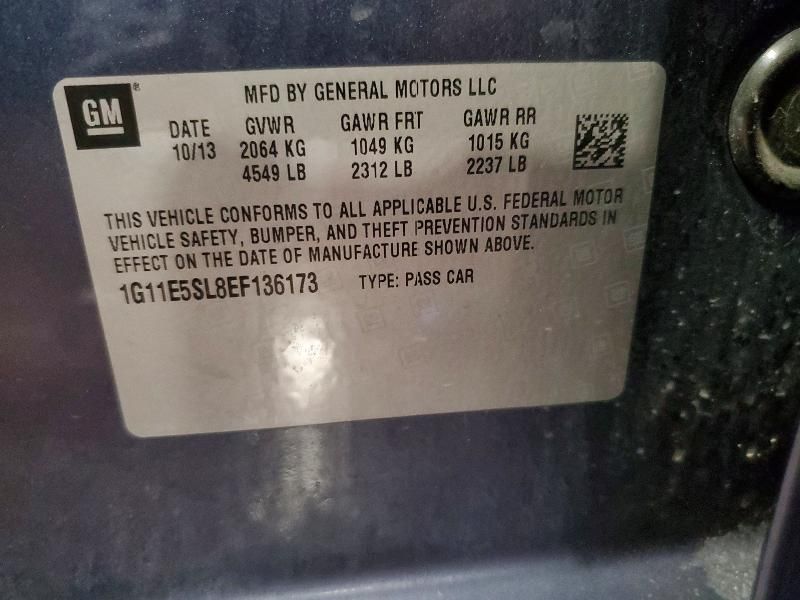 GM®
MFD BY GENERAL MOTORS LLC
DATE GVWR GAWR FRT GAWR RR
10/13 2064 KG 1049 KG 1015 KG
4549 LB 2312 LB 2237 LB
THIS VEHICLE CONFORMS TO ALL APPLICABLE U.S. FEDERAL MOTOR
VEHICLE SAFETY, BUMPER, AND THEFT PREVENTION STANDARDS IN
EFFECT ON THE DATE OF MANUFACTURE SHOWN ABOVE.
1G11E5SL8EF136173 TYPE: PASS CAR